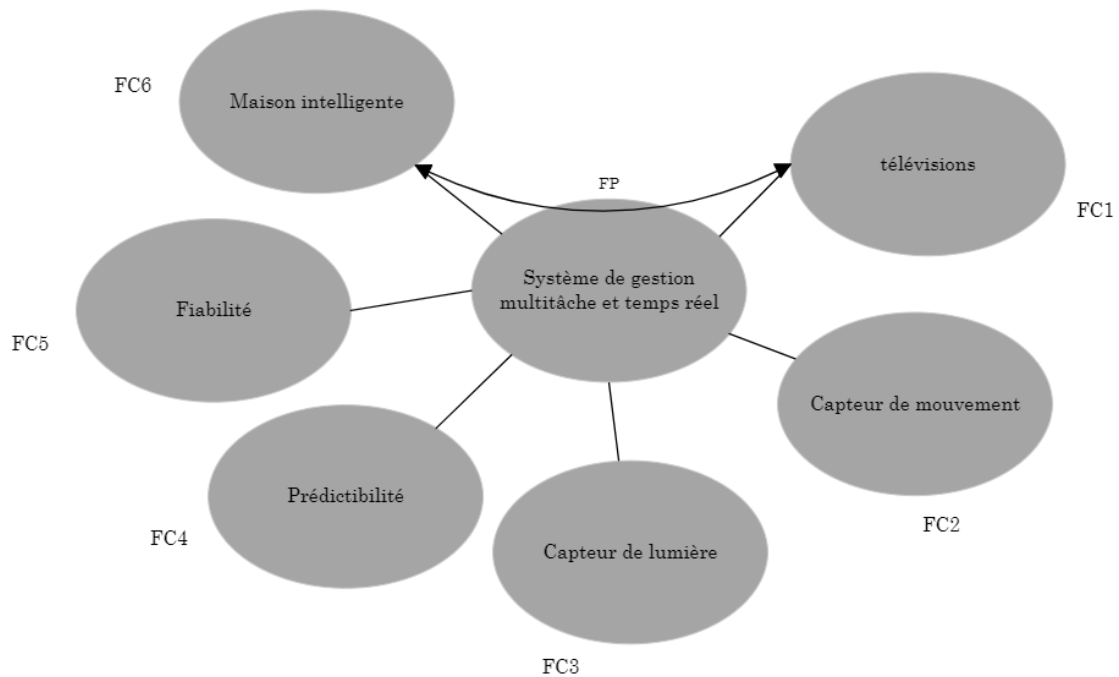 FC6
Maison intelligente
télévisions
FP
FC1
Système de gestion
multitâche et temps réel
Fiabilité
FC5
Capteur de mouvement
Prédictibilité
FC4
FC2
Capteur de lumière
FC3